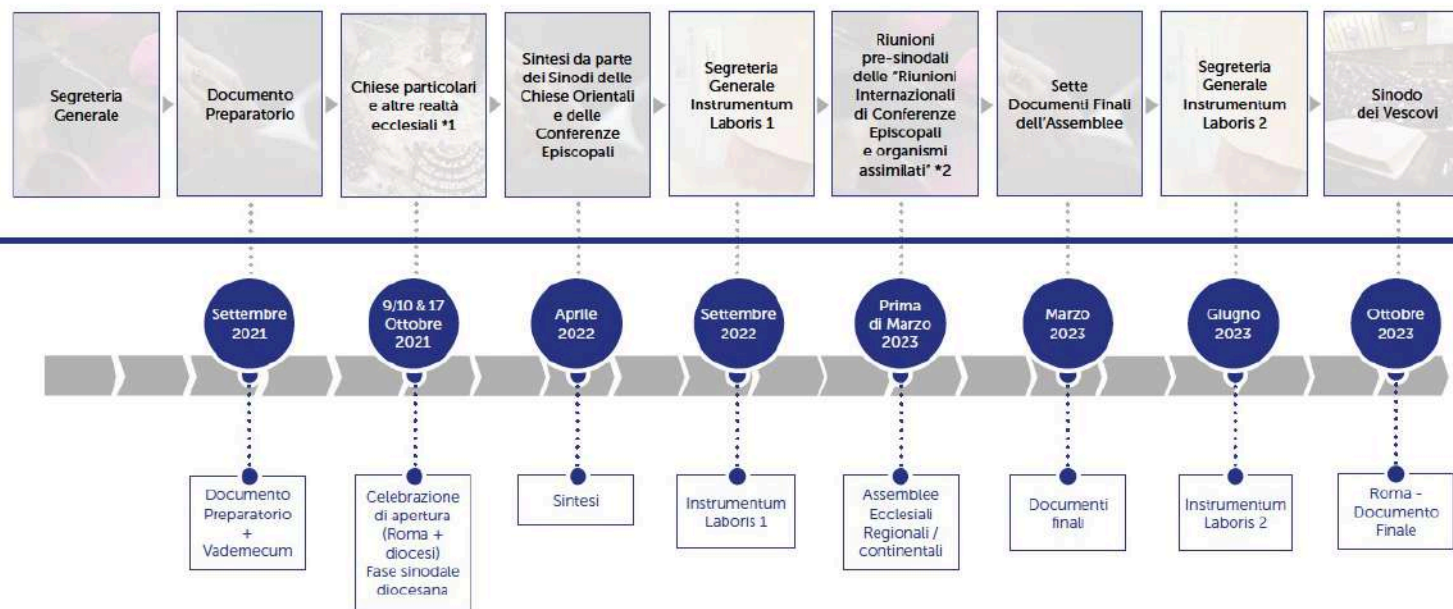 Segreteria
Generale
Documento
Preparatorio
Chiese particolari
e altre realtà
ecclesiali *1
Sintesi da parte
dei Sinodi delle
Chiese Orientali
e delle
Conferenze
Episcopali
Segreteria
Generale
Instrumentum
Laboris 1
Riunioni
pre-sinodali
delle "Riunioni
Internazionali
di Conferenze
Episcopali
e organismi
assimilati" *2
Sette
Documenti Finali
dell'Assemblee
Segreteria
Generale
Instrumentum
Laboris 2
Sinodo
dei Vescovi
Settembre
2021
9/10 & 17
Ottobre
2021
Aprile
2022
Settembre
2022
Prima
di Marzo
2023
Marzo
2023
Giugno
2023
Ottobre
2023
Documento
Preparatorio
+
Vademecum
Celebrazione
di apertura
(Roma +
diocesi)
Fase sinodale
diocesana
Sintesi
Instrumentum
Laboris 1
Assemblee
Ecclesiali
Regionali /
continentali
Documenti
finali
Instrumentum
Laboris 2
Roma -
Documento
Finale